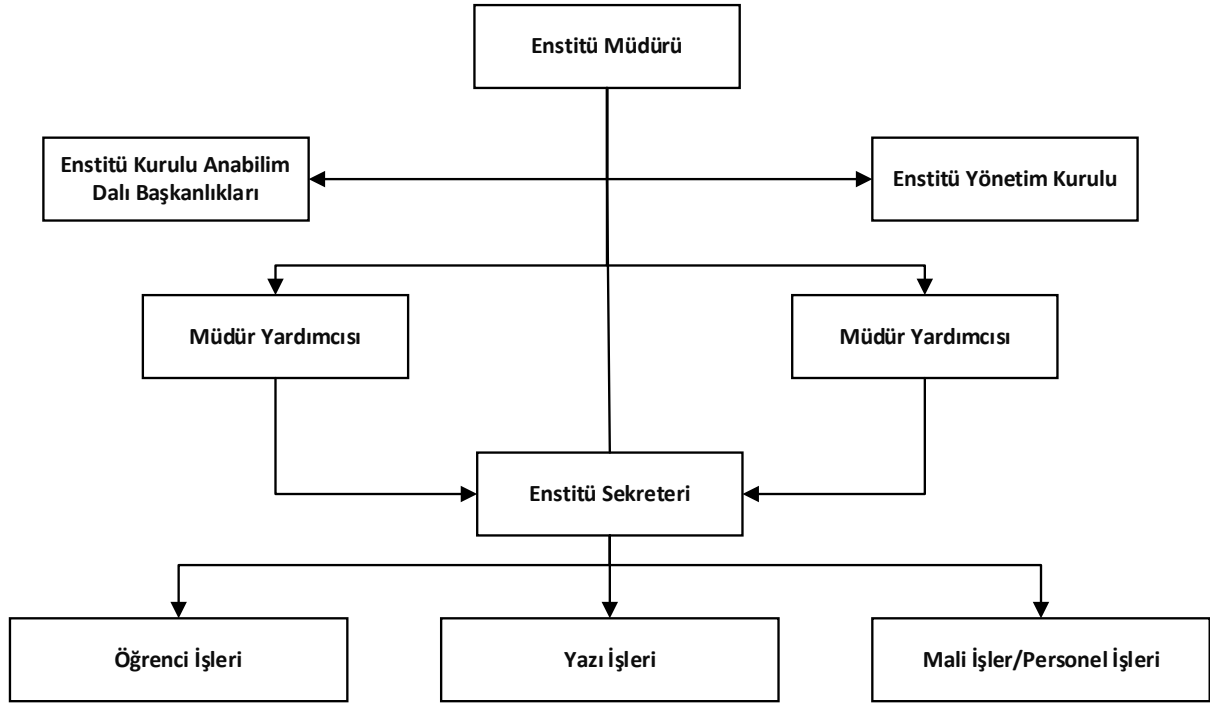 Enstitü Müdürü
Enstitü Kurulu Anabilim
Dalı Başkanlıkları
Enstitü Yönetim Kurulu
Müdür Yardımcısı
Müdür Yardımcısı
Enstitü Sekreteri
Öğrenci İşleri
Yazı İşleri
Mali İşler/Personel İşleri